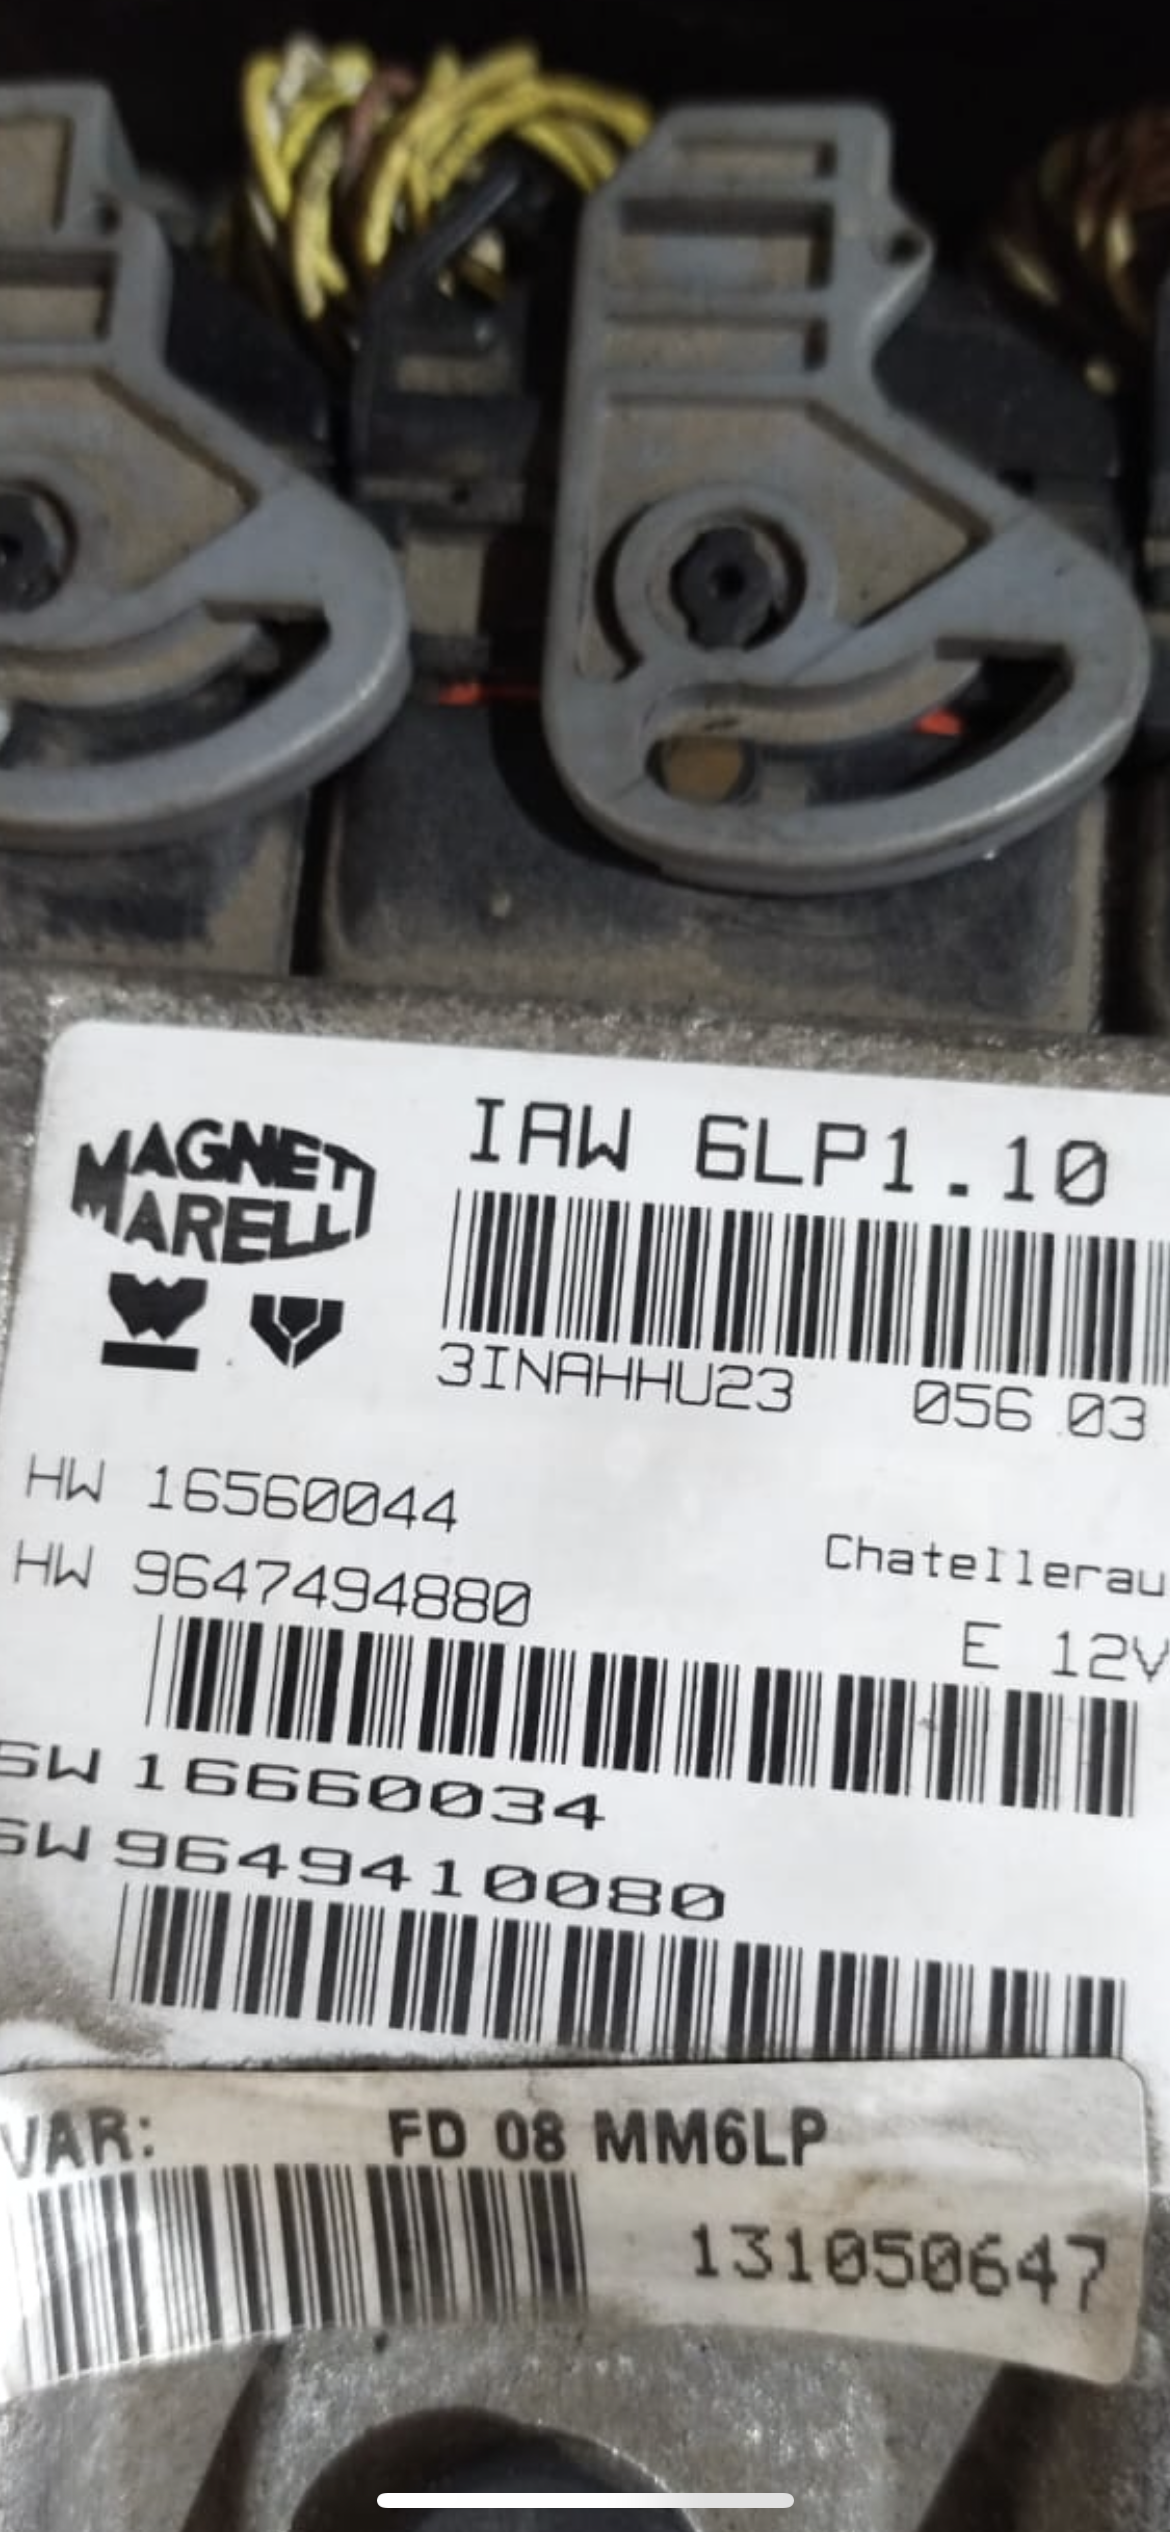 MAGNETI
MARELLI
IAW 6LP1.10
3INAHHU23 056 03
HW 16560044
HW 9647494880
Chatellerau
E 12V
SW 16660034
SW 9649410080
VAR: FD 08 MM6LP
131050647